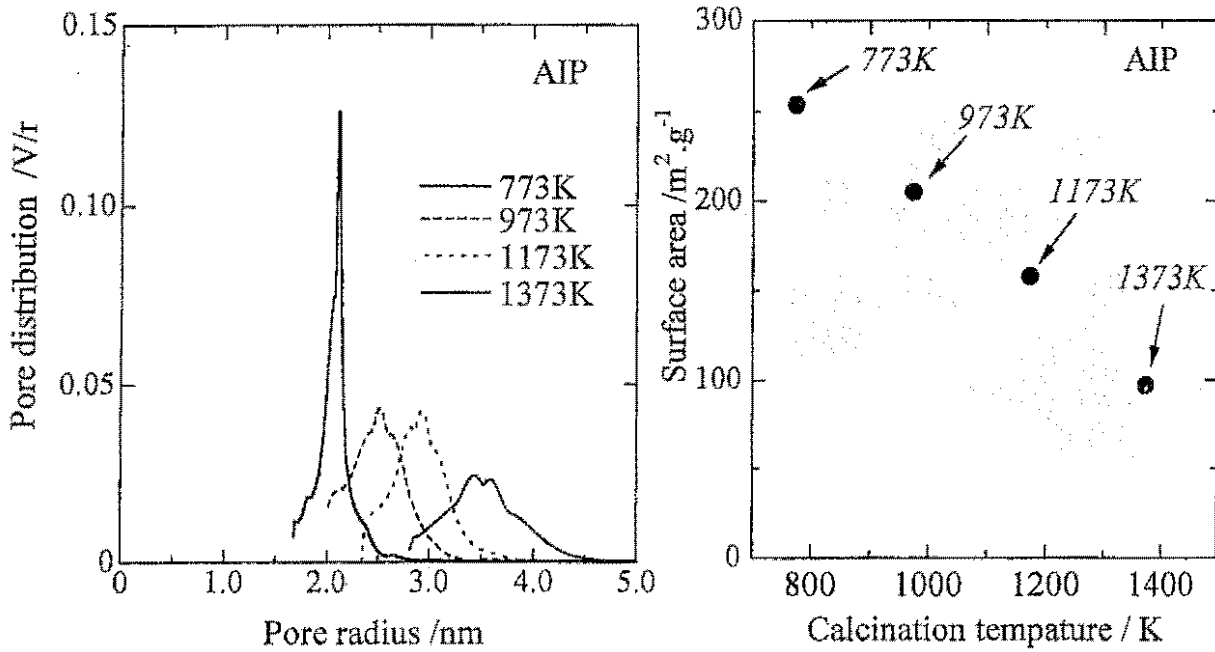 0.15
0.10
0.05
0
Pore distribution /V/r
AIP
773K
973K
1173K
1373K
0
1.0
2.0
3.0
4.0
5.0
Pore radius /nm
300
200
100
0
Surface area /m².g⁻¹
AIP
773K
973K
1173K
1373K
800
1000
1200
1400
Calcination tempature / K